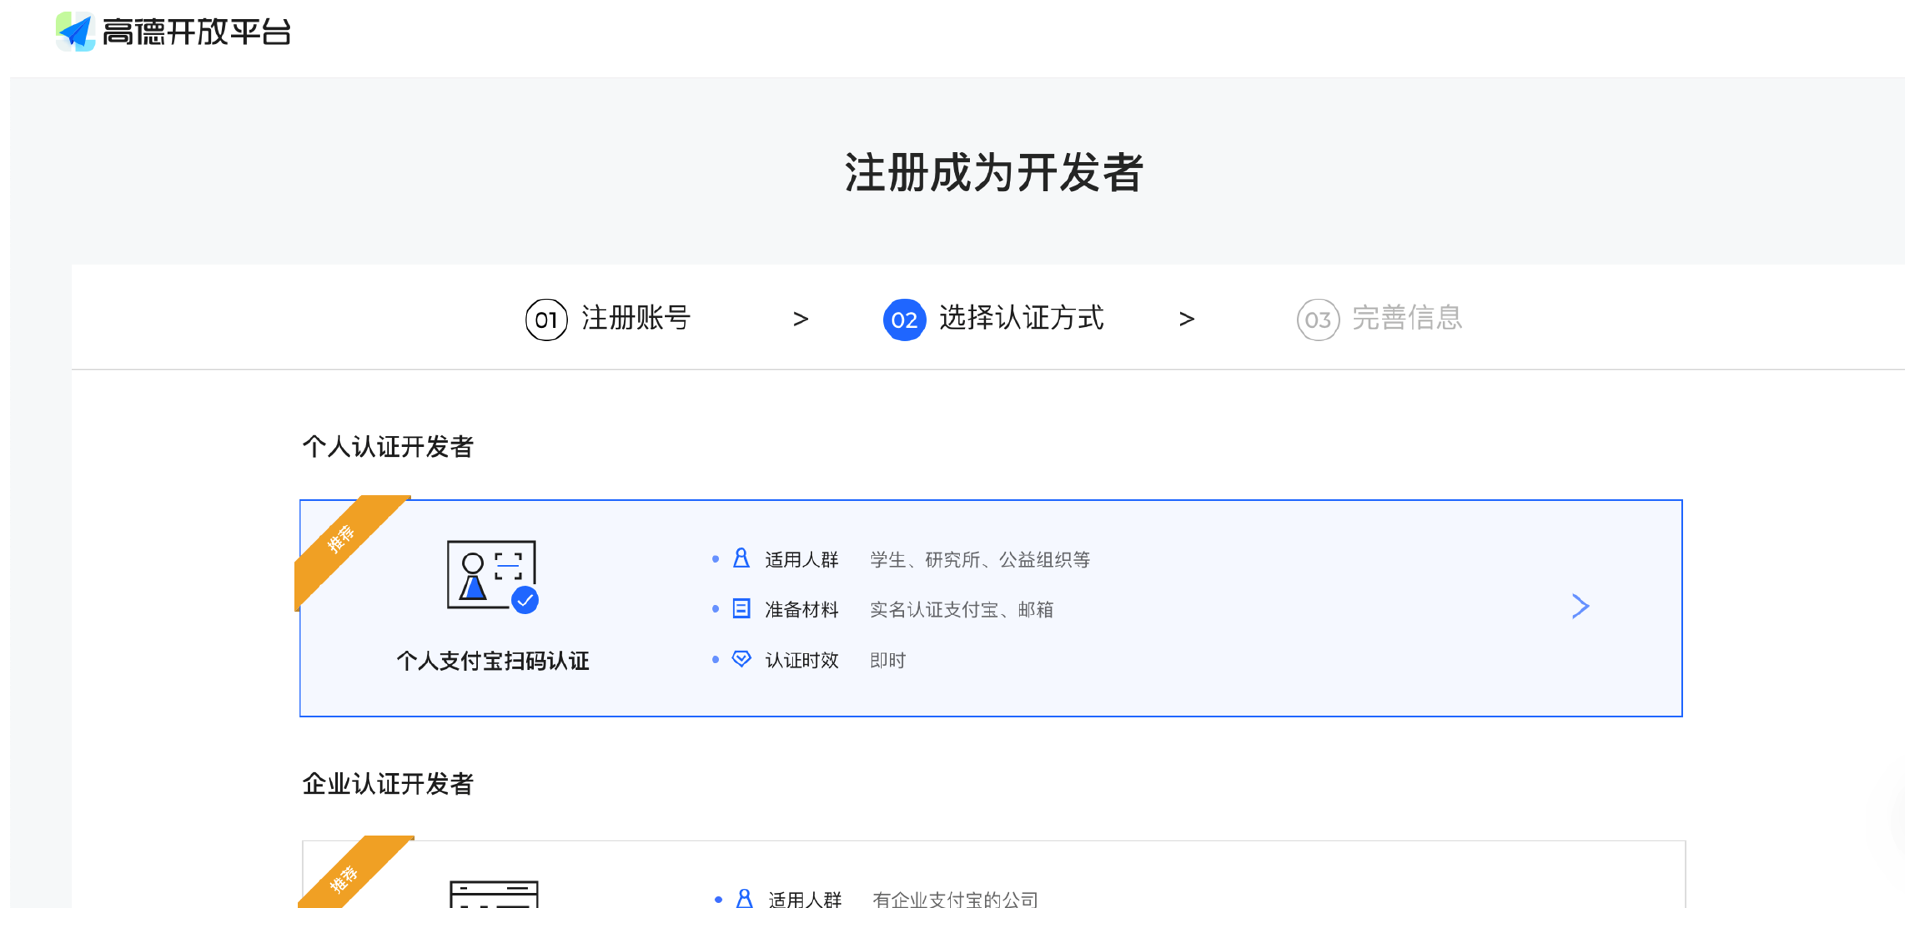 高德开放平台
注册成为开发者
01 注册账号 > 02 选择认证方式 > 03 完善信息
个人认证开发者
推荐
适用人群 学生、研究所、公益组织等
准备材料 实名认证支付宝、邮箱
认证时效 即时
个人支付宝扫码认证
企业认证开发者
推荐
适用人群 有企业支付宝的公司